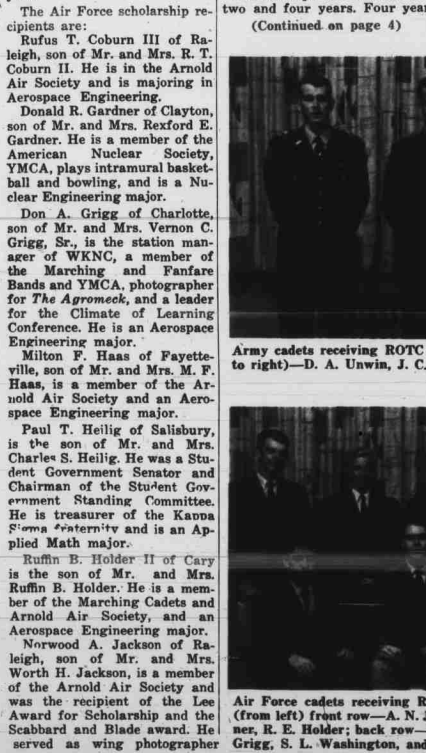 The Air Force scholarship re-
cipients are:
Rufus T. Coburn III of Ra-
leigh, son of Mr. and Mrs. R. T.
Coburn II. He is in the Arnold
Air Society and is majoring in
Aerospace Engineering.
Donald R. Gardner of Clayton,
son of Mr. and Mrs. Rexford E.
Gardner. He is a member of the
American Nuclear Society,
YMCA, plays intramural basket-
ball and bowling, and is a Nu-
clear Engineering major.
Don A. Grigg of Charlotte,
son of Mr. and Mrs. Vernon C.
Grigg, Sr., is the station man-
ager of WKNC, a member of
the Marching and Fanfare
Bands and YMCA, photographer
for The Agromeck, and a leader
for the Climate of Learning
Conference. He is an Aerospace
Engineering major.
Milton F. Haas of Fayette-
ville, son of Mr. and Mrs. M. F.
Haas, is a member of the Ar-
nold Air Society and an Aero-
space Engineering major.
Paul T. Heilig of Salisbury,
is the son of Mr. and Mrs.
Charles S. Heilig. He was a Stu-
dent Government Senator and
Chairman of the Student Gov-
ernment Standing Committee.
He is treasurer of the Kappa
Sigma fraternity and is an Ap-
plied Math major.
Ruffin B. Holder II of Cary
is the son of Mr. and Mrs.
Ruffin B. Holder. He is a mem-
ber of the Marching Cadets and
Arnold Air Society, and an
Aerospace Engineering major.
Norwood A. Jackson of Ra-
leigh, son of Mr. and Mrs.
Worth H. Jackson, is a member
of the Arnold Air Society and
was the recipient of the Lee
Award for Scholarship and the
Scabbard and Blade award. He
served as wing photographer
two and four years. Four year
(Continued on page 4)
Army cadets receiving ROTC
to right)—D. A. Unwin, J. C.
Air Force cadets receiving R
(from left) front row—A. N. J
ner, R. E. Holder; back row—
Grigg, S. L. Washington, and